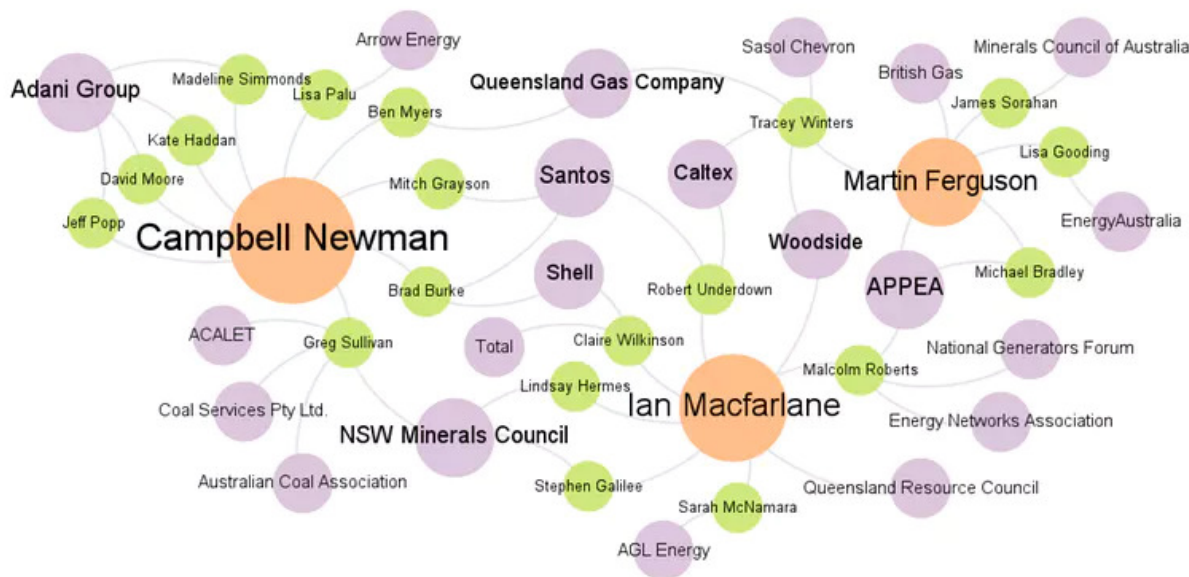 Arrow Energy
Sasol Chevron
Minerals Council of Australia
Madeline Simmonds
Adani Group
Lisa Palu
Queensland Gas Company
British Gas
Ben Myers
James Sorahan
Tracey Winters
Kate Haddan
Lisa Gooding
David Moore
Mitch Grayson
Santos
Caltex
Martin Ferguson
Jeff Popp
EnergyAustralia
Campbell Newman
Woodside
Shell
Michael Bradley
Brad Burke
Robert Underdown
APPEA
ACALET
Greg Sullivan
Total
Claire Wilkinson
National Generators Forum
Malcolm Roberts
Lindsay Hermes
Ian Macfarlane
Coal Services Pty Ltd.
Energy Networks Association
NSW Minerals Council
Australian Coal Association
Stephen Galilee
Queensland Resource Council
Sarah McNamara
AGL Energy